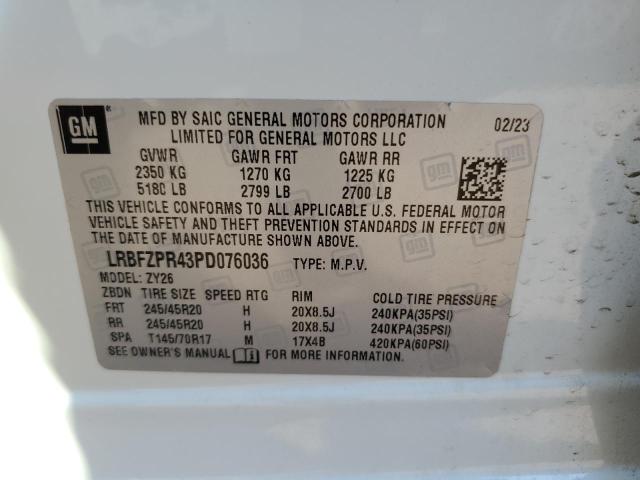 GM
MFD BY SAIC GENERAL MOTORS CORPORATION 02/23
LIMITED FOR GENERAL MOTORS LLC
GVWR GAWR FRT GAWR RR
2350 KG 1270 KG 1225 KG
5180 LB 2799 LB 2700 LB
THIS VEHICLE CONFORMS TO ALL APPLICABLE U.S. FEDERAL MOTOR
VEHICLE SAFETY AND THEFT PREVENTION STANDARDS IN EFFECT ON
THE DATE OF MANUFACTURE SHOWN ABOVE.
LRBFZPR43PD076036 TYPE: M.P.V.
MODEL: ZY26
ZBDN TIRE SIZE SPEED RTG RIM COLD TIRE PRESSURE
FRT 245/45R20 H 20X8.5J 240KPA(35PSI)
RR 245/45R20 H 20X8.5J 240KPA(35PSI)
SPA T145/70R17 M 17X4B 420KPA(60PSI)
SEE OWNER'S MANUAL FOR MORE INFORMATION.